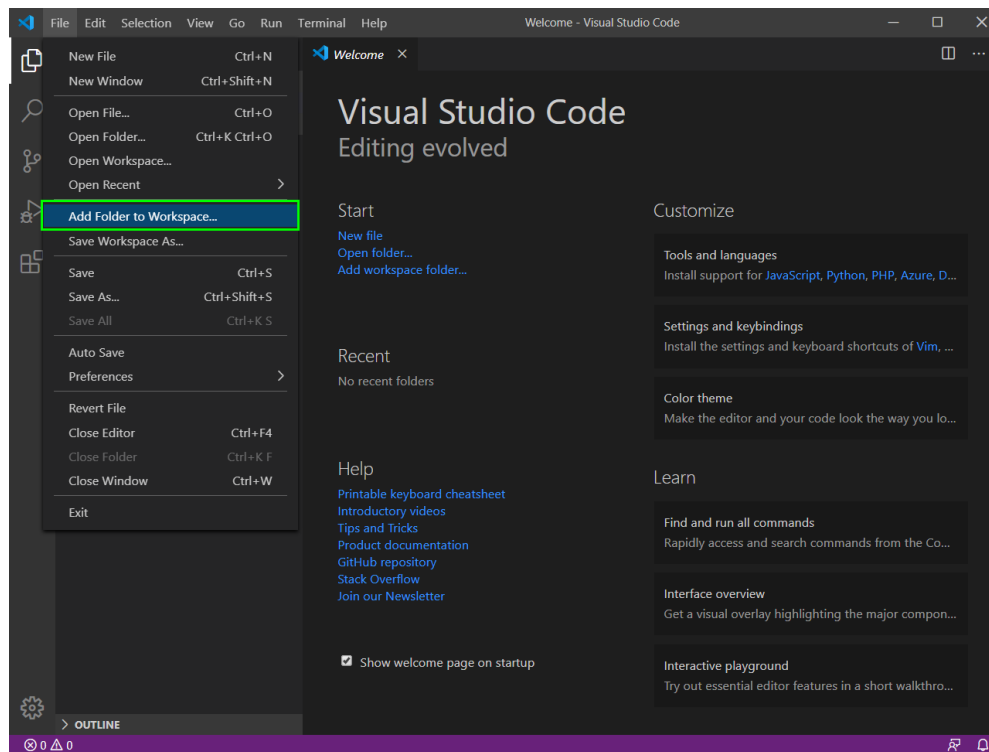 File Edit Selection View Go Run Terminal Help Welcome - Visual Studio Code
New File Ctrl+N
New Window Ctrl+Shift+N
Open File... Ctrl+O
Open Folder... Ctrl+K Ctrl+O
Open Workspace...
Open Recent
Add Folder to Workspace...
Save Workspace As...
Save Ctrl+S
Save As... Ctrl+Shift+S
Save All Ctrl+K S
Auto Save
Preferences
Revert File
Close Editor Ctrl+F4
Close Folder Ctrl+K F
Close Window Ctrl+W
Exit
OUTLINE
Welcome
Visual Studio Code
Editing evolved
Start
New file
Open folder...
Add workspace folder...
Recent
No recent folders
Help
Printable keyboard cheatsheet
Introductory videos
Tips and Tricks
Product documentation
GitHub repository
Stack Overflow
Join our Newsletter
Show welcome page on startup
Customize
Tools and languages
Install support for JavaScript, Python, PHP, Azure, D...
Settings and keybindings
Install the settings and keyboard shortcuts of Vim, ...
Color theme
Make the editor and your code look the way you lo...
Learn
Find and run all commands
Rapidly access and search commands from the Co...
Interface overview
Get a visual overlay highlighting the major compon...
Interactive playground
Try out essential editor features in a short walkthro...
0 0